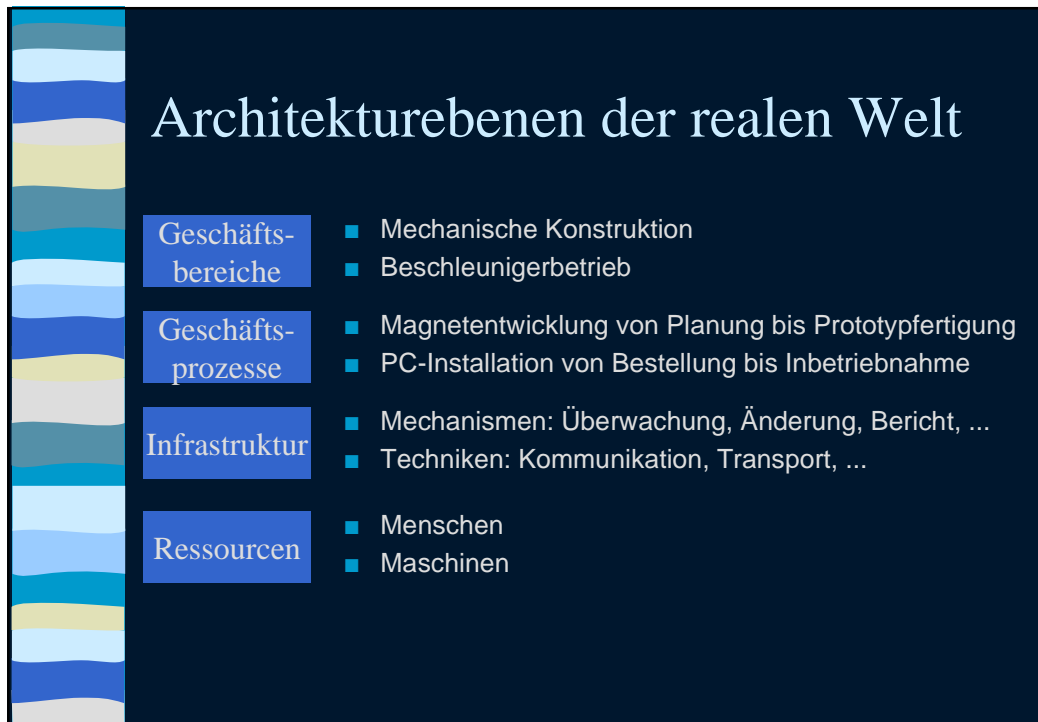 Architekturebenen der realen Welt
Geschäfts-
bereiche
Mechanische Konstruktion
Beschleunigerbetrieb
Geschäfts-
prozesse
Magnetentwicklung von Planung bis Prototypfertigung
PC-Installation von Bestellung bis Inbetriebnahme
Infrastruktur
Mechanismen: Überwachung, Änderung, Bericht, ...
Techniken: Kommunikation, Transport, ...
Ressourcen
Menschen
Maschinen